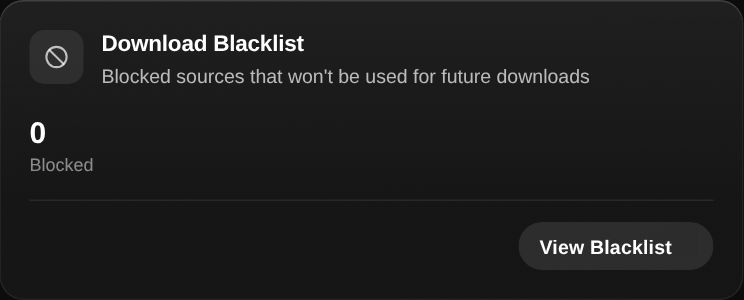 Download Blacklist
Blocked sources that won't be used for future downloads
0
Blocked
View Blacklist